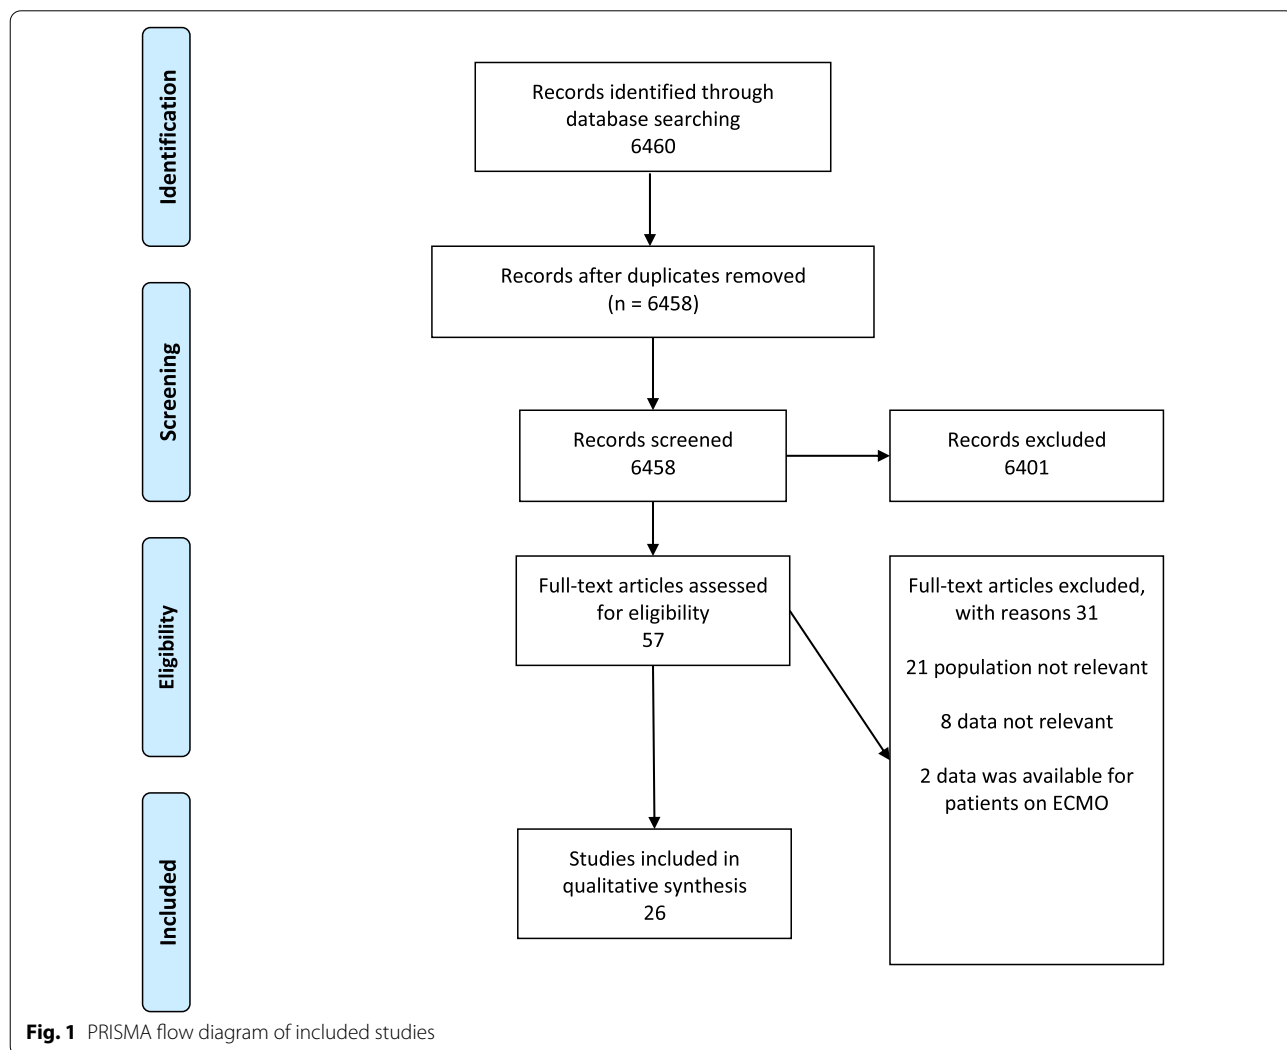 Identification
Records identified through
database searching
6460
Records after duplicates removed
(n = 6458)
Screening
Records screened
6458
Records excluded
6401
Eligibility
Full-text articles assessed
for eligibility
57
Full-text articles excluded,
with reasons 31
21 population not relevant
8 data not relevant
2 data was available for
patients on ECMO
Included
Studies included in
qualitative synthesis
26
Fig. 1 PRISMA flow diagram of included studies